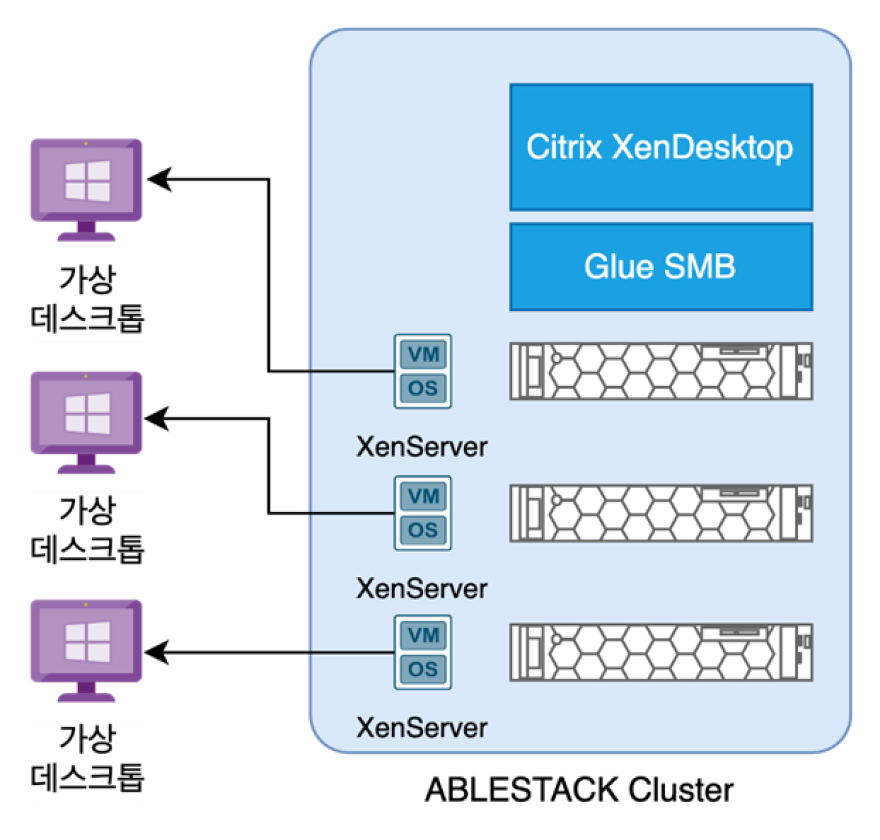 Citrix XenDesktop
Glue SMB
가상
데스크톱
VM
OS
XenServer
가상
데스크톱
VM
OS
XenServer
가상
데스크톱
VM
OS
XenServer
ABLESTACK Cluster